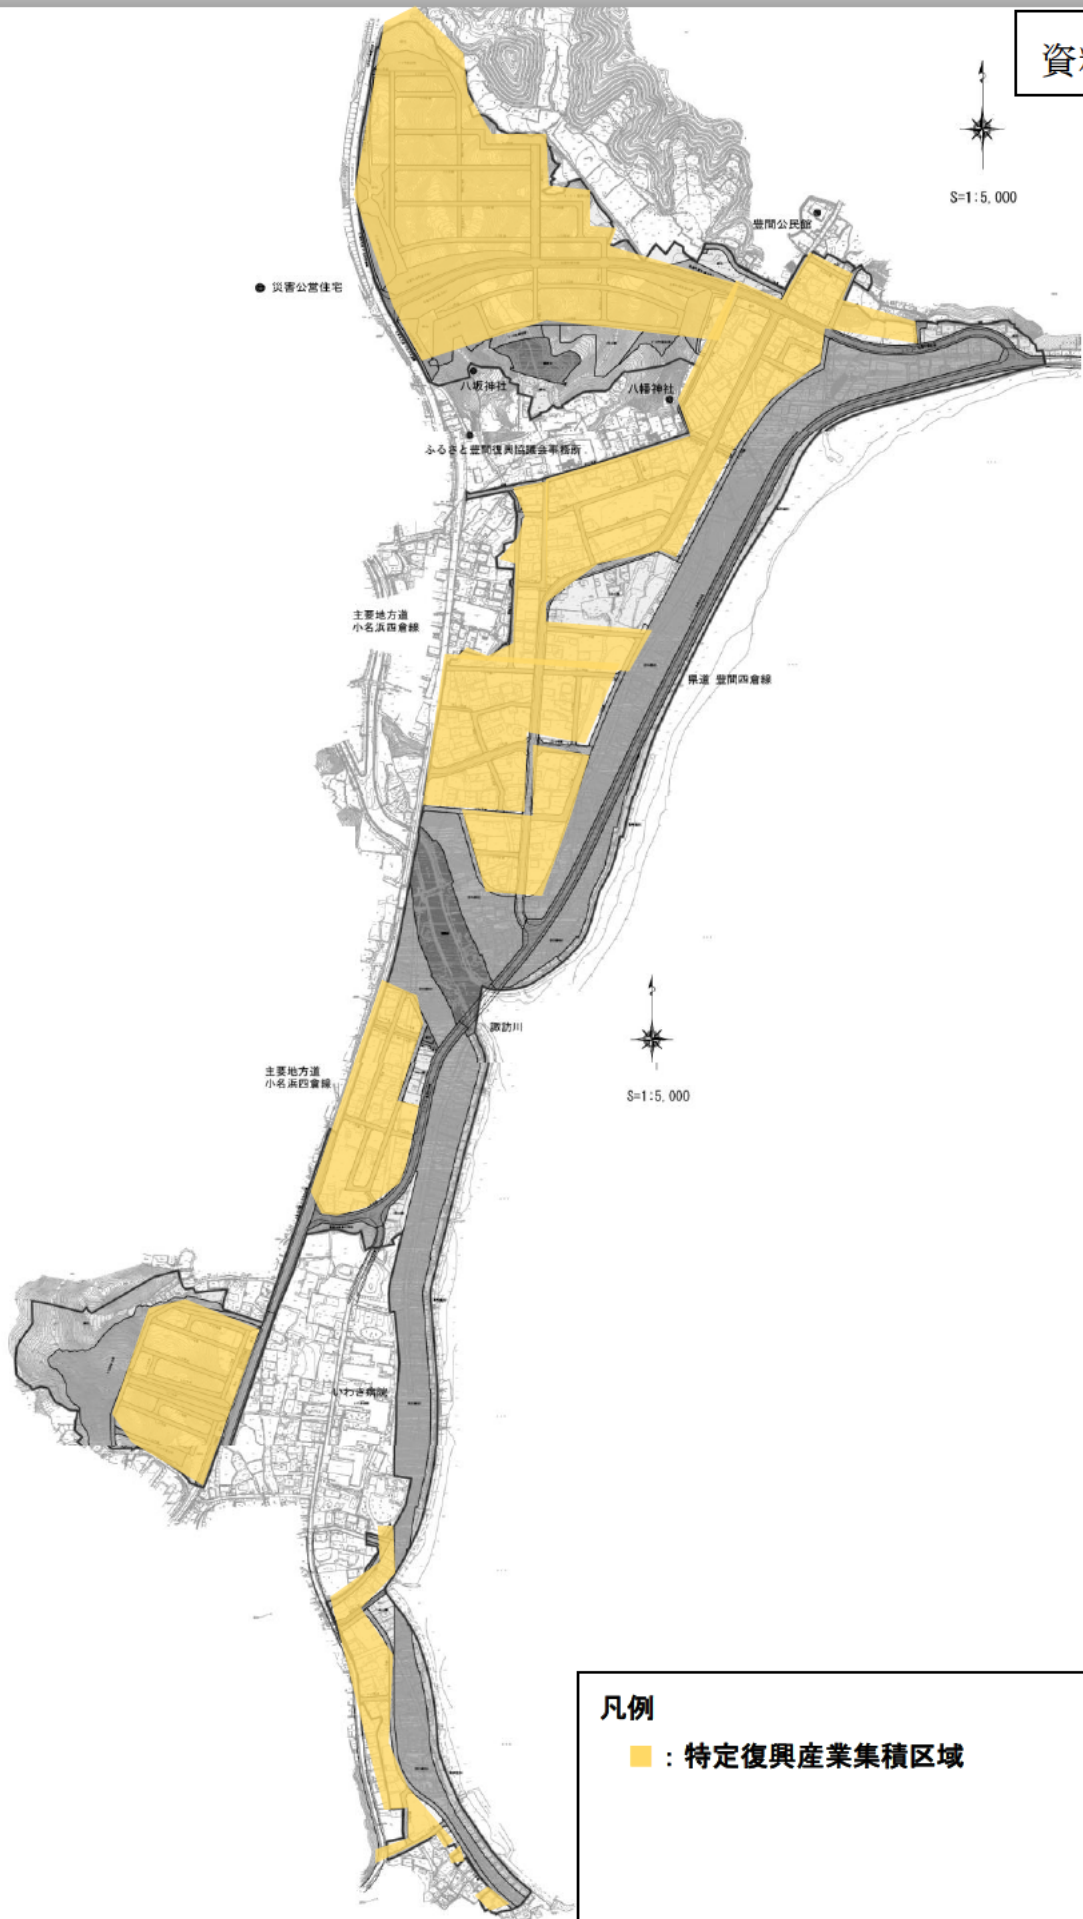 資料
S=1:5,000
豊間公民館
災害公営住宅
八坂神社
八幡神社
ふるさと豊間復興協議会事務所
主要地方道
小名浜四倉線
県道 豊間四倉線
諏訪川
S=1:5,000
主要地方道
小名浜四倉線
いわき病院
凡例
：特定復興産業集積区域